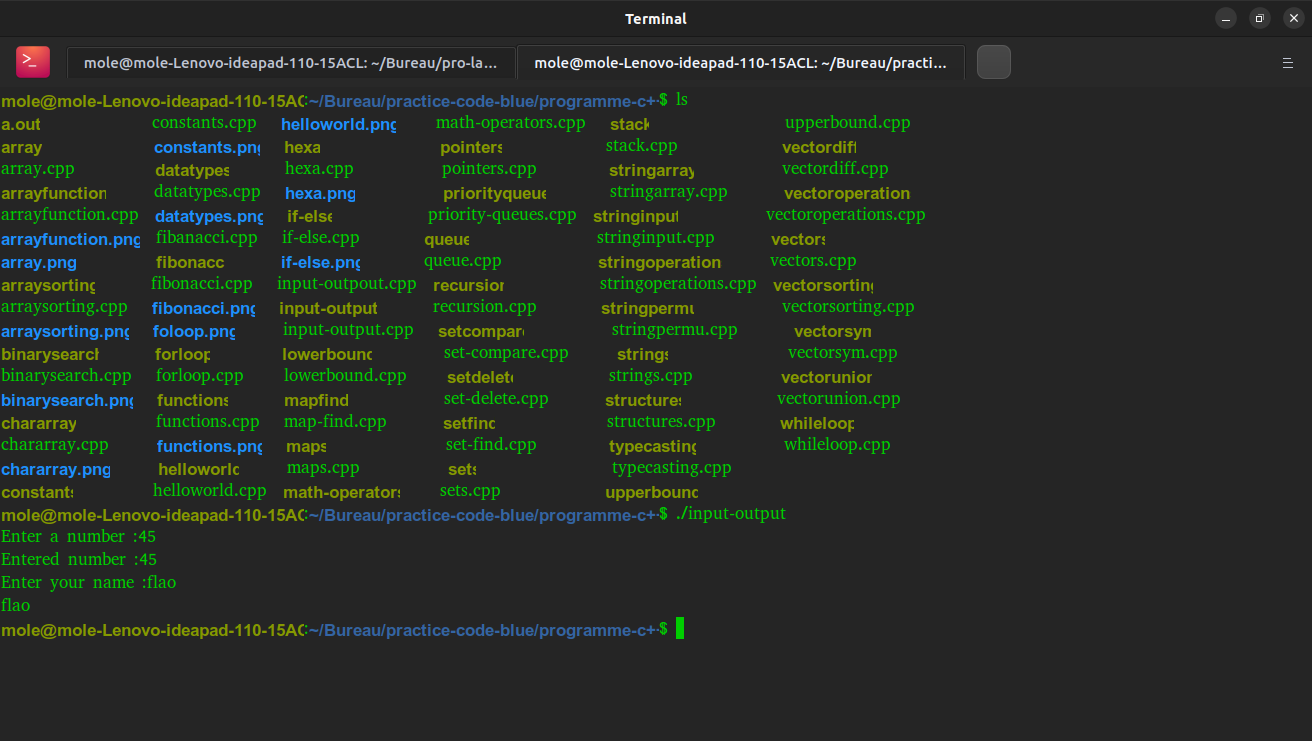 Terminal
>_ mole@mole-Lenovo-ideapad-110-15ACL: ~/Bureau/pro-la... mole@mole-Lenovo-ideapad-110-15ACL: ~/Bureau/practi...
mole@mole-Lenovo-ideapad-110-15AC:~/Bureau/practice-code-blue/programme-c+$ ls
a.out constants.cpp helloworld.png math-operators.cpp stack upperbound.cpp
array constants.png hexa pointers stack.cpp vectordiff
array.cpp datatypes hexa.cpp pointers.cpp stringarray vectordiff.cpp
arrayfunction datatypes.cpp hexa.png priorityqueue stringarray.cpp vectoroperation
arrayfunction.cpp datatypes.png if-else priority-queues.cpp stringinput vectoroperations.cpp
arrayfunction.png fibanacci.cpp if-else.cpp queue stringinput.cpp vectors
array.png fibonacc if-else.png queue.cpp stringoperation vectors.cpp
arraysorting fibonacci.cpp input-outpout.cpp recursion stringoperations.cpp vectorsorting
arraysorting.cpp fibonacci.png input-output recursion.cpp stringpermu vectorsorting.cpp
arraysorting.png foloop.png input-output.cpp setcompare stringpermu.cpp vectorsyn
binarysearch forloop lowerbound set-compare.cpp strings vectorsym.cpp
binarysearch.cpp forloop.cpp lowerbound.cpp setdelete strings.cpp vectorunion
binarysearch.png functions mapfind set-delete.cpp structures vectorunion.cpp
chararray functions.cpp map-find.cpp setfind structures.cpp whileloop
chararray.cpp functions.png maps set-find.cpp typecasting whileloop.cpp
chararray.png helloworld maps.cpp sets typecasting.cpp
constants helloworld.cpp math-operators sets.cpp upperbound
mole@mole-Lenovo-ideapad-110-15AC:~/Bureau/practice-code-blue/programme-c+$ ./input-output
Enter a number :45
Entered number :45
Enter your name :flao
flao
mole@mole-Lenovo-ideapad-110-15AC:~/Bureau/practice-code-blue/programme-c+$